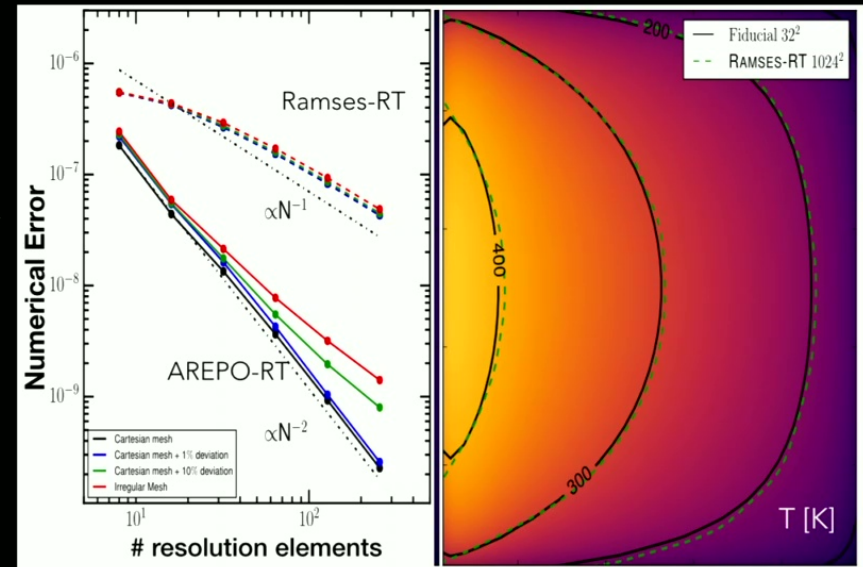 Numerical Error
10⁻⁶
10⁻⁷
10⁻⁸
10⁻⁹
Ramses-RT
∝N⁻¹
AREPO-RT
∝N⁻²
Cartesian mesh
Cartesian mesh + 1% deviation
Cartesian mesh + 10% deviation
Irregular Mesh
10¹
10²
# resolution elements
200
Fiducial 32²
RAMSES-RT 1024²
400
300
T [K]